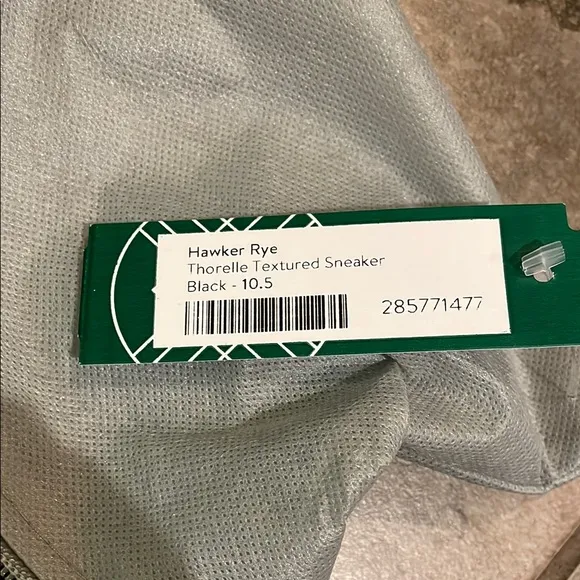 Hawker Rye
Thorelle Textured Sneaker
Black - 10.5
285771477